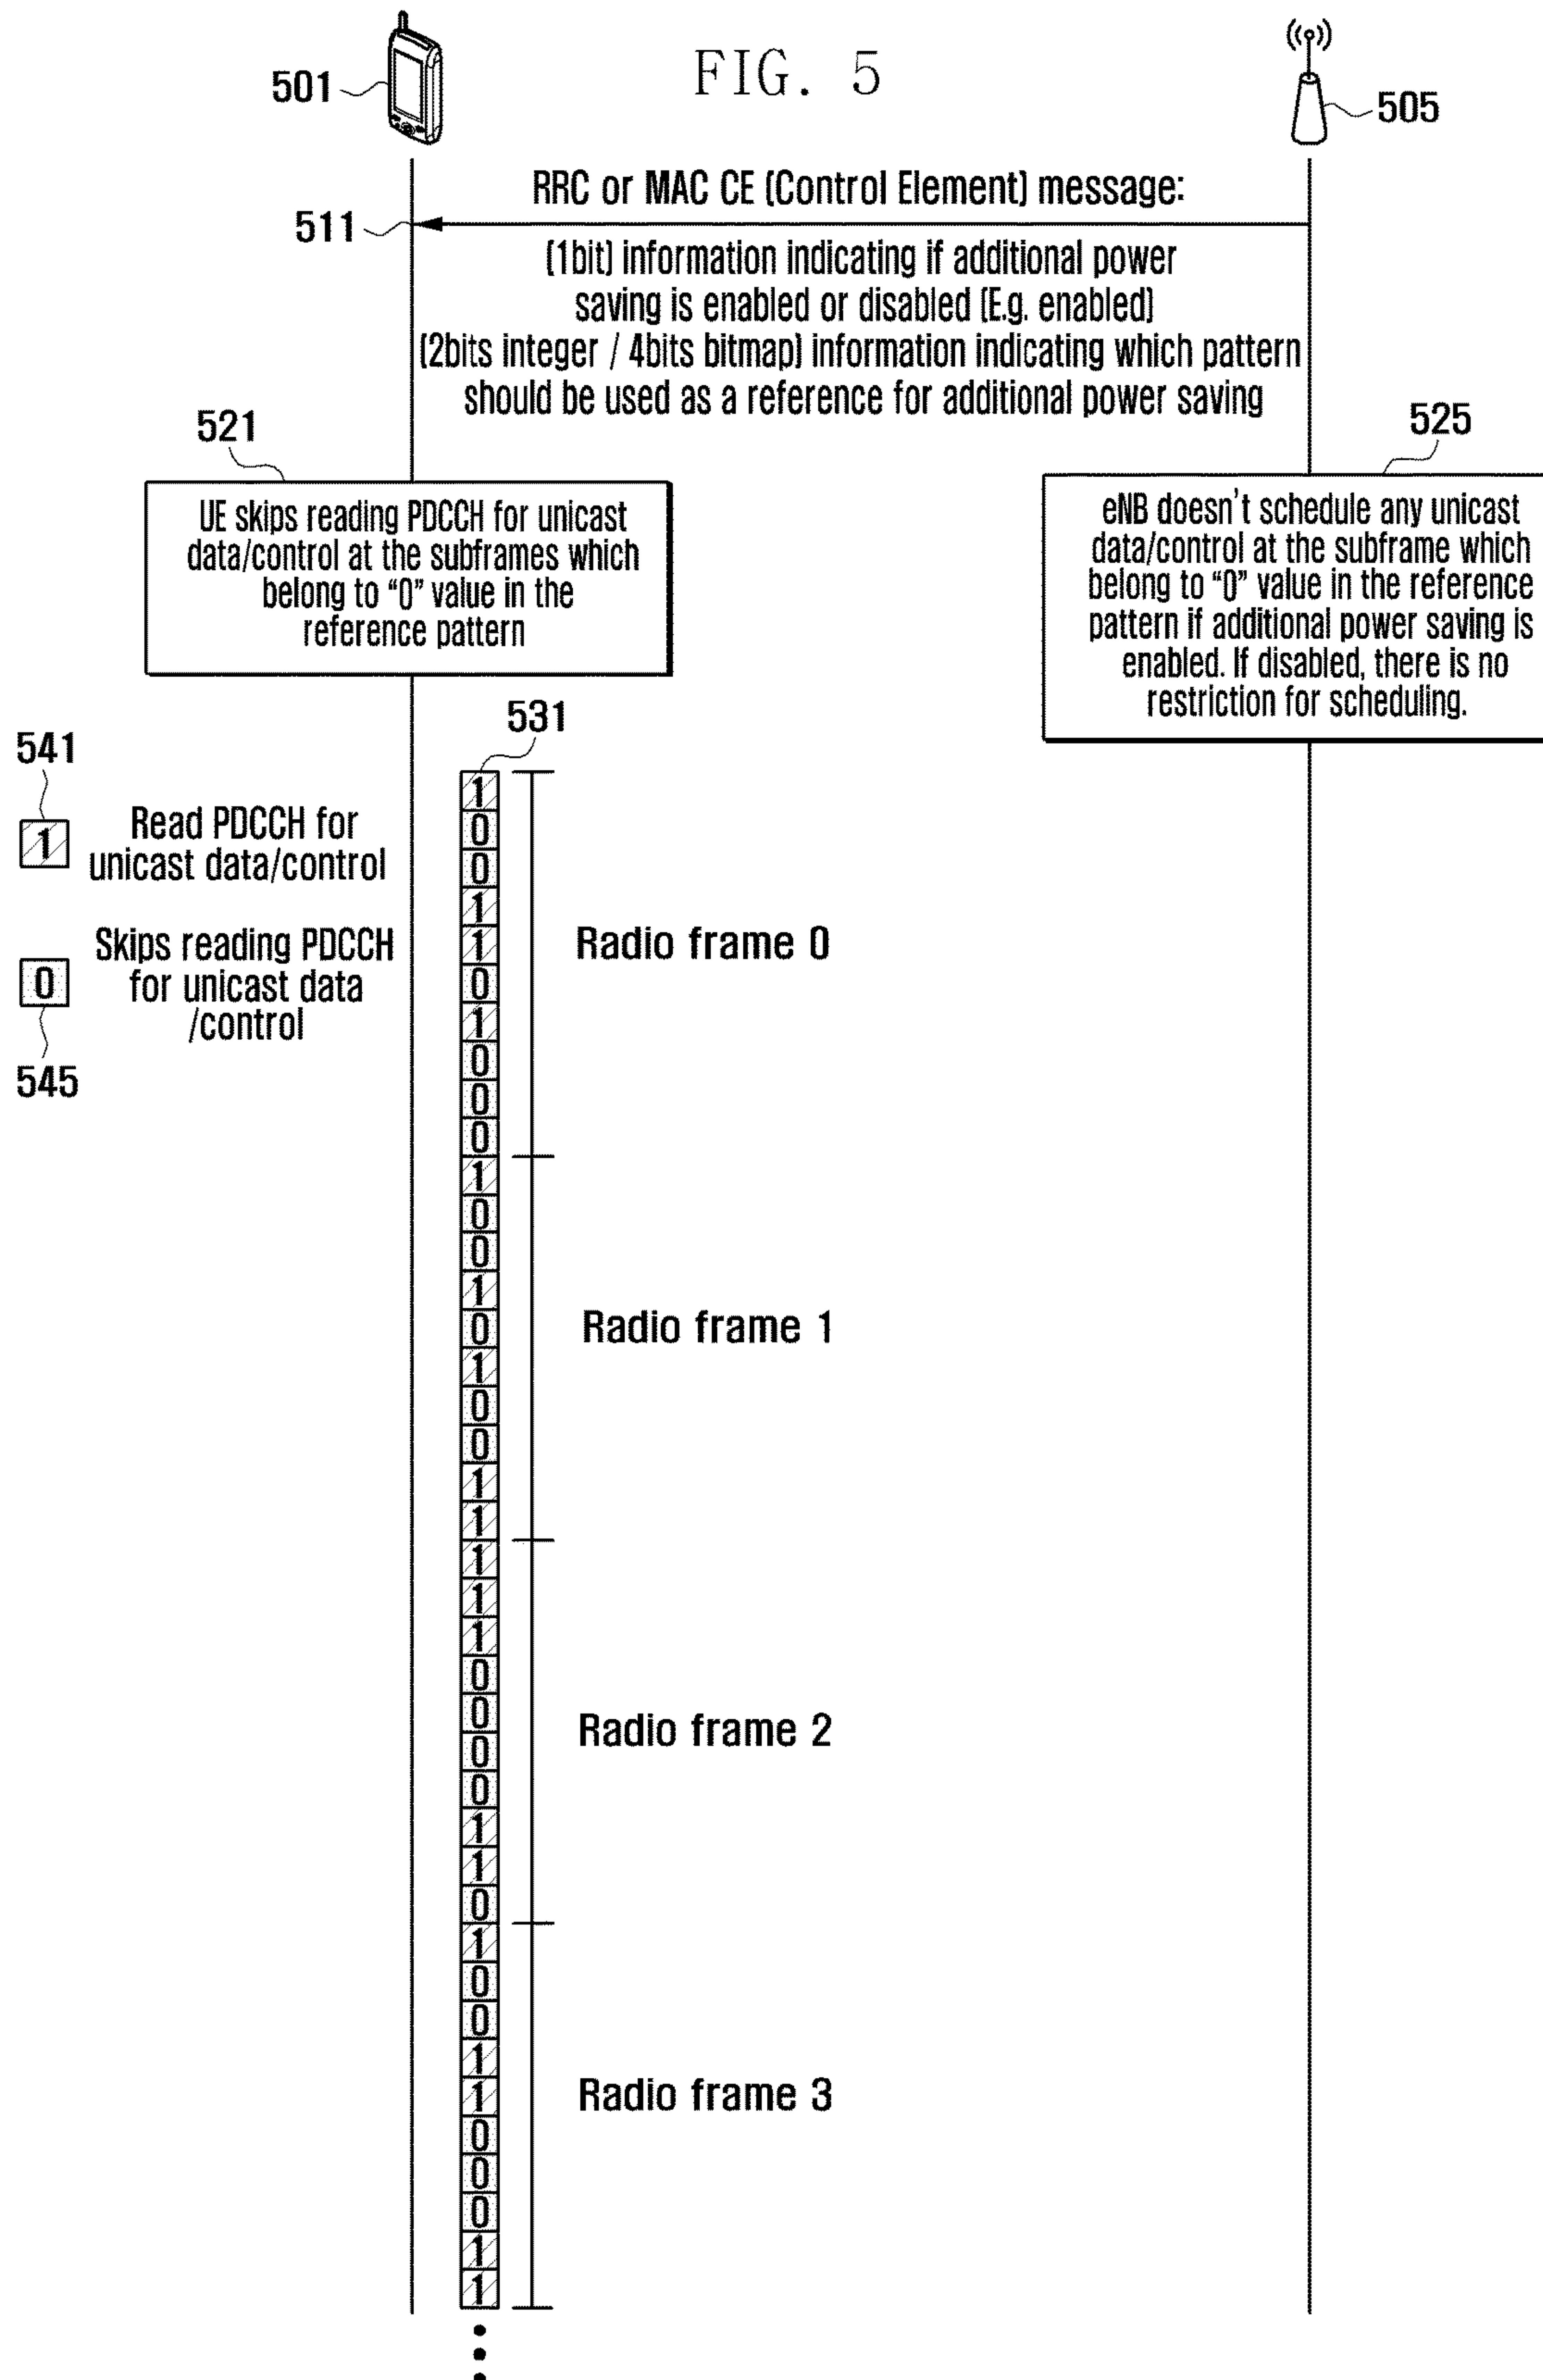 FIG. 5
501
505
RRC or MAC CE (Control Element) message:
511
(1bit) information indicating if additional power
saving is enabled or disabled (E.g. enabled)
(2bits integer / 4bits bitmap) information indicating which pattern
should be used as a reference for additional power saving
521
525
UE skips reading PDCCH for unicast
data/control at the subframes which
belong to “0” value in the
reference pattern
eNB doesn't schedule any unicast
data/control at the subframe which
belong to “0” value in the reference
pattern if additional power saving is
enabled. If disabled, there is no
restriction for scheduling.
531
541
1
Read PDCCH for
unicast data/control
0
Skips reading PDCCH
for unicast data
/control
545
1
0
0
1
1
0
1
0
0
0
Radio frame 0
1
0
0
1
0
1
0
0
1
1
Radio frame 1
1
1
1
0
0
0
0
1
1
0
Radio frame 2
1
0
0
1
1
0
0
0
1
1
Radio frame 3